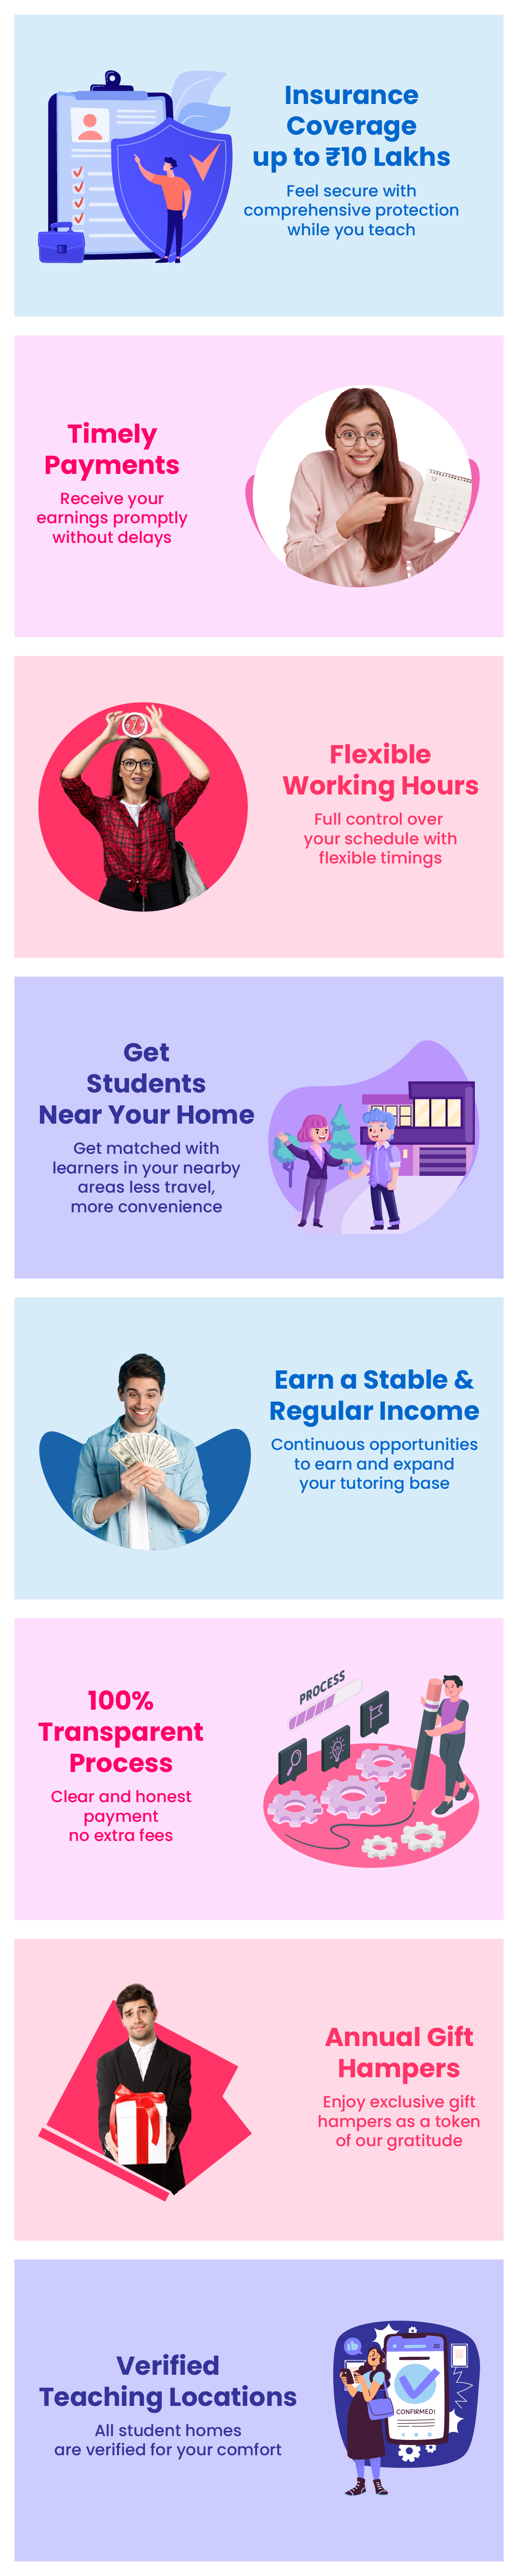 Insurance
Coverage
up to ₹10 Lakhs
Feel secure with
comprehensive protection
while you teach
Timely
Payments
Receive your
earnings promptly
without delays
Flexible
Working Hours
Full control over
your schedule with
flexible timings
Get
Students
Near Your Home
Get matched with
learners in your nearby
areas less travel,
more convenience
Earn a Stable &
Regular Income
Continuous opportunities
to earn and expand
your tutoring base
100%
Transparent
Process
Clear and honest
payment
no extra fees
PROCESS
Annual Gift
Hampers
Enjoy exclusive gift
hampers as a token
of our gratitude
Verified
Teaching Locations
All student homes
are verified for your comfort
CONFIRMED!